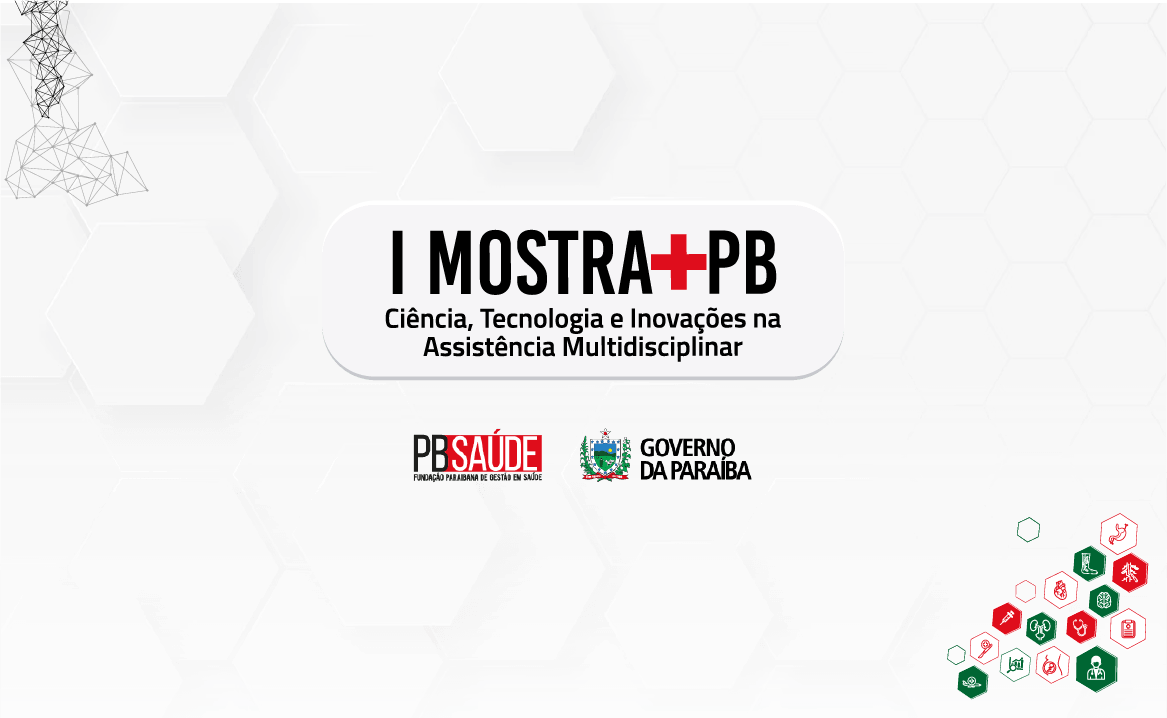 I MOSTRA+PB
Ciência, Tecnologia e Inovações na
Assistência Multidisciplinar
PBSAÚDE
FUNDAÇÃO PARAIBANA DE GESTÃO EM SAÚDE
GOVERNO
DA PARAÍBA